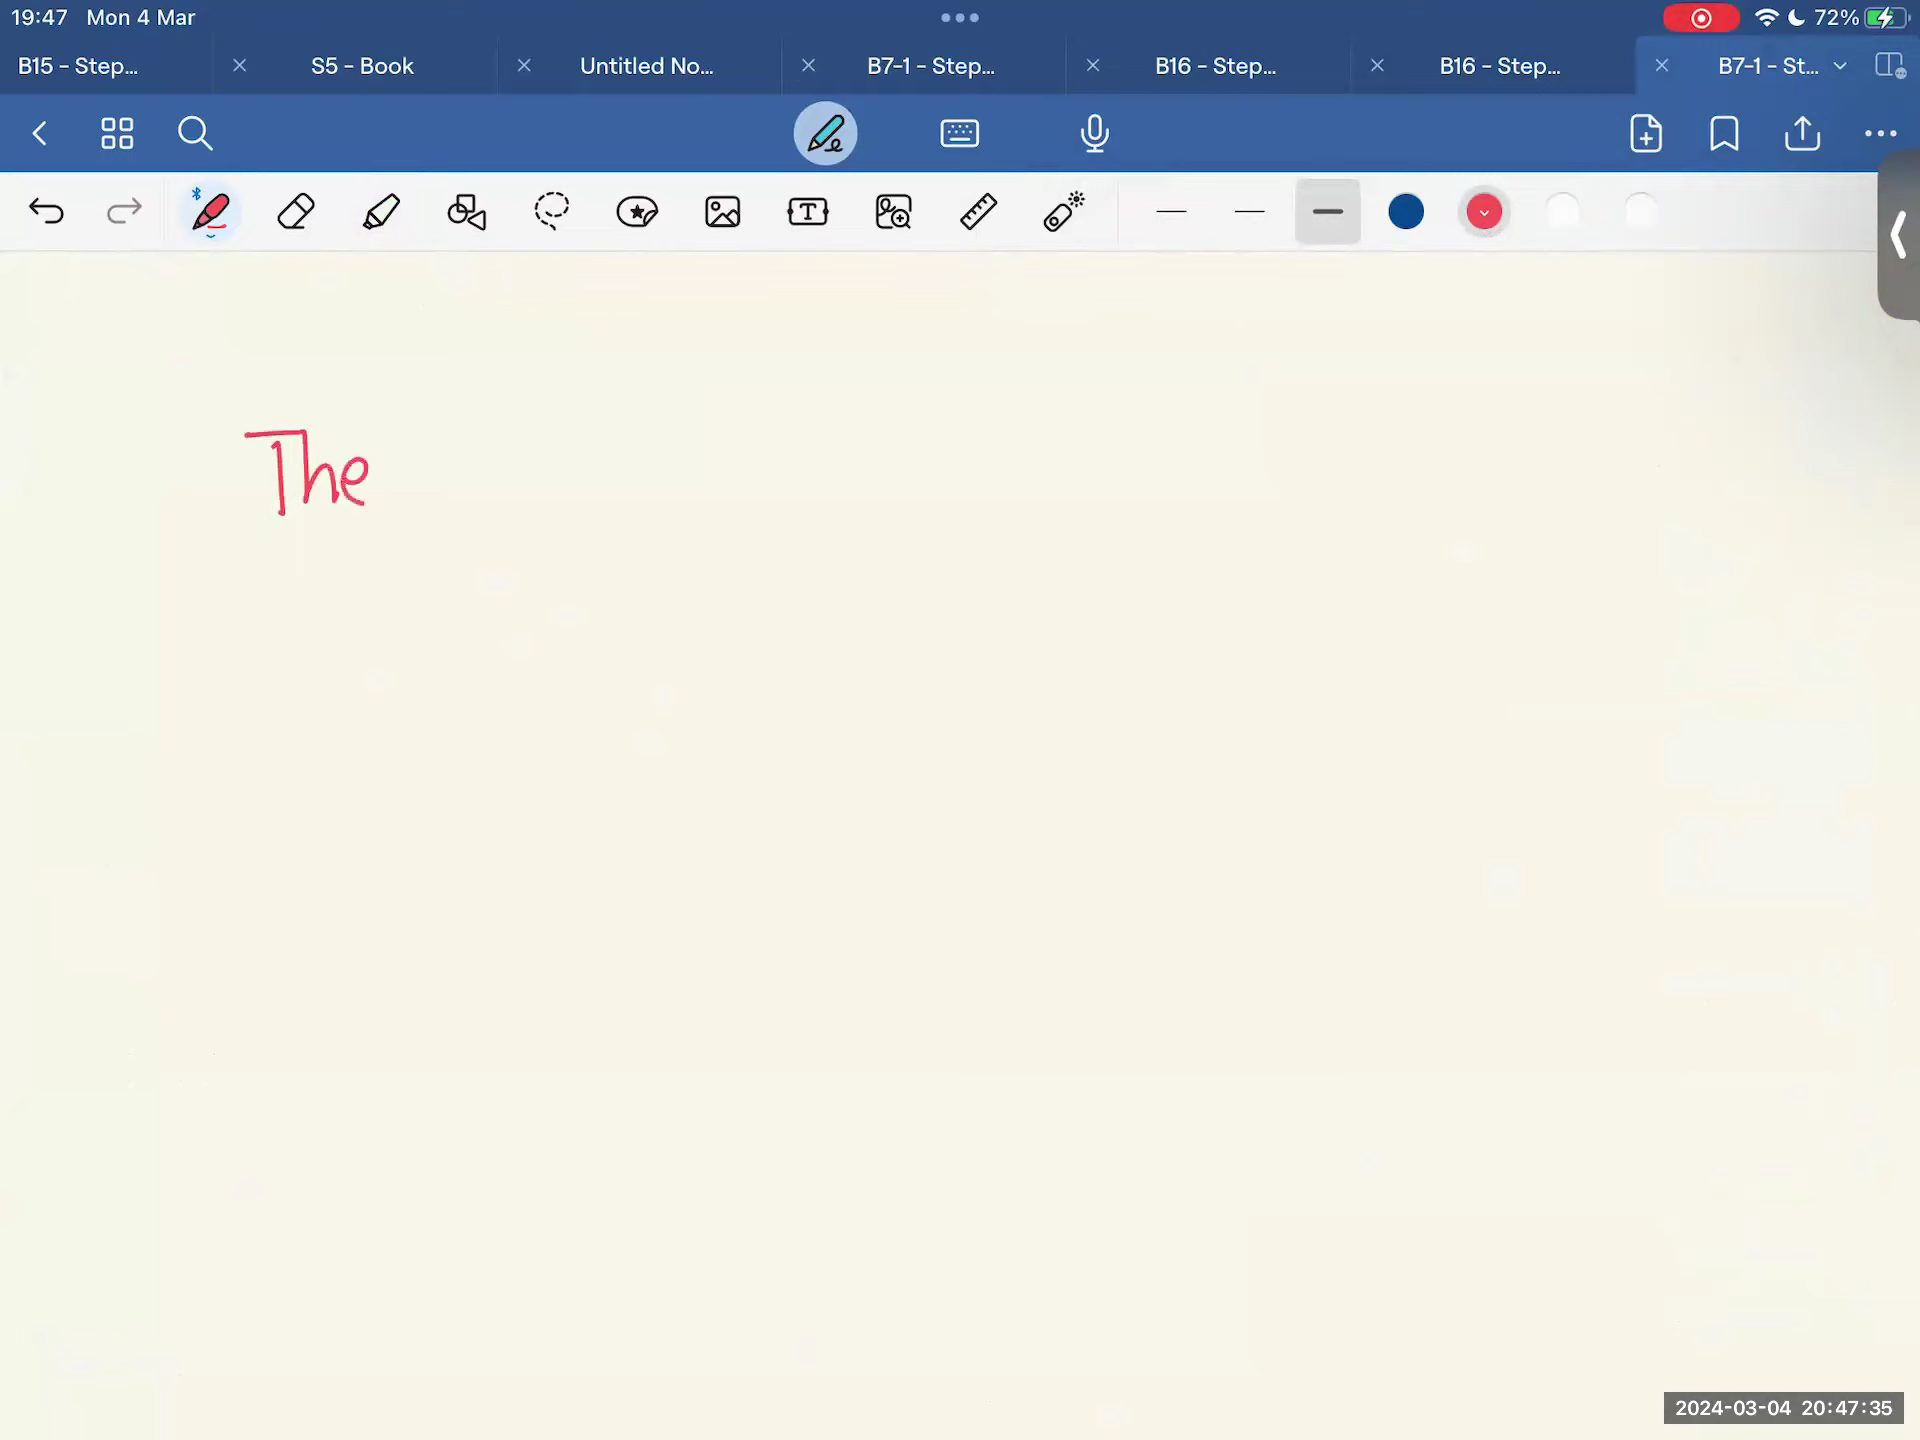 19:47 Mon 4 Mar
72%
B15 - Step...
S5 - Book
Untitled No...
B7-1 - Step...
B16 - Step...
B16 - Step...
B7-1 - St...
The
2024-03-04 20:47:35